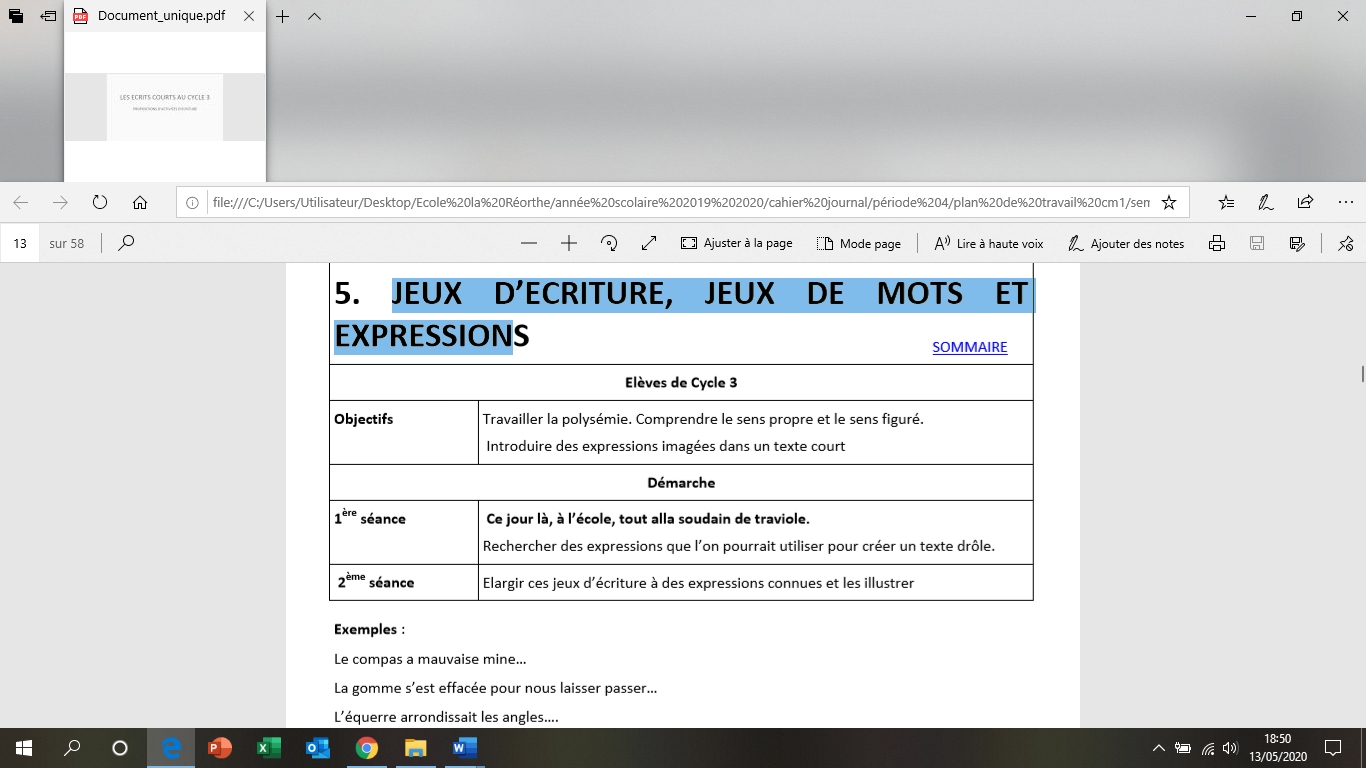 Document_unique.pdf
LES ECRITS COURTS AU CYCLE 3
PROPOSITIONS D'ACTIVITES D'ECRITURE
file:///C:/Users/Utilisateur/Desktop/Ecole%20la%20Réorthe/année%20scolaire%202019%202020/cahier%20journal/période%204/plan%20de%20travail%20cm1/sem
13 sur 58 Ajuster à la page Mode page Lire à haute voix Ajouter des notes
5. JEUX D’ECRITURE, JEUX DE MOTS ET
EXPRESSIONS
SOMMAIRE
Elèves de Cycle 3
Objectifs Travailler la polysémie. Comprendre le sens propre et le sens figuré.
Introduire des expressions imagées dans un texte court
Démarche
1ère séance Ce jour là, à l’école, tout alla soudain de traviole.
Rechercher des expressions que l’on pourrait utiliser pour créer un texte drôle.
2ème séance Elargir ces jeux d’écriture à des expressions connues et les illustrer
Exemples :
Le compas a mauvaise mine…
La gomme s’est effacée pour nous laisser passer…
L’équerre arrondissait les angles….
18:50
13/05/2020